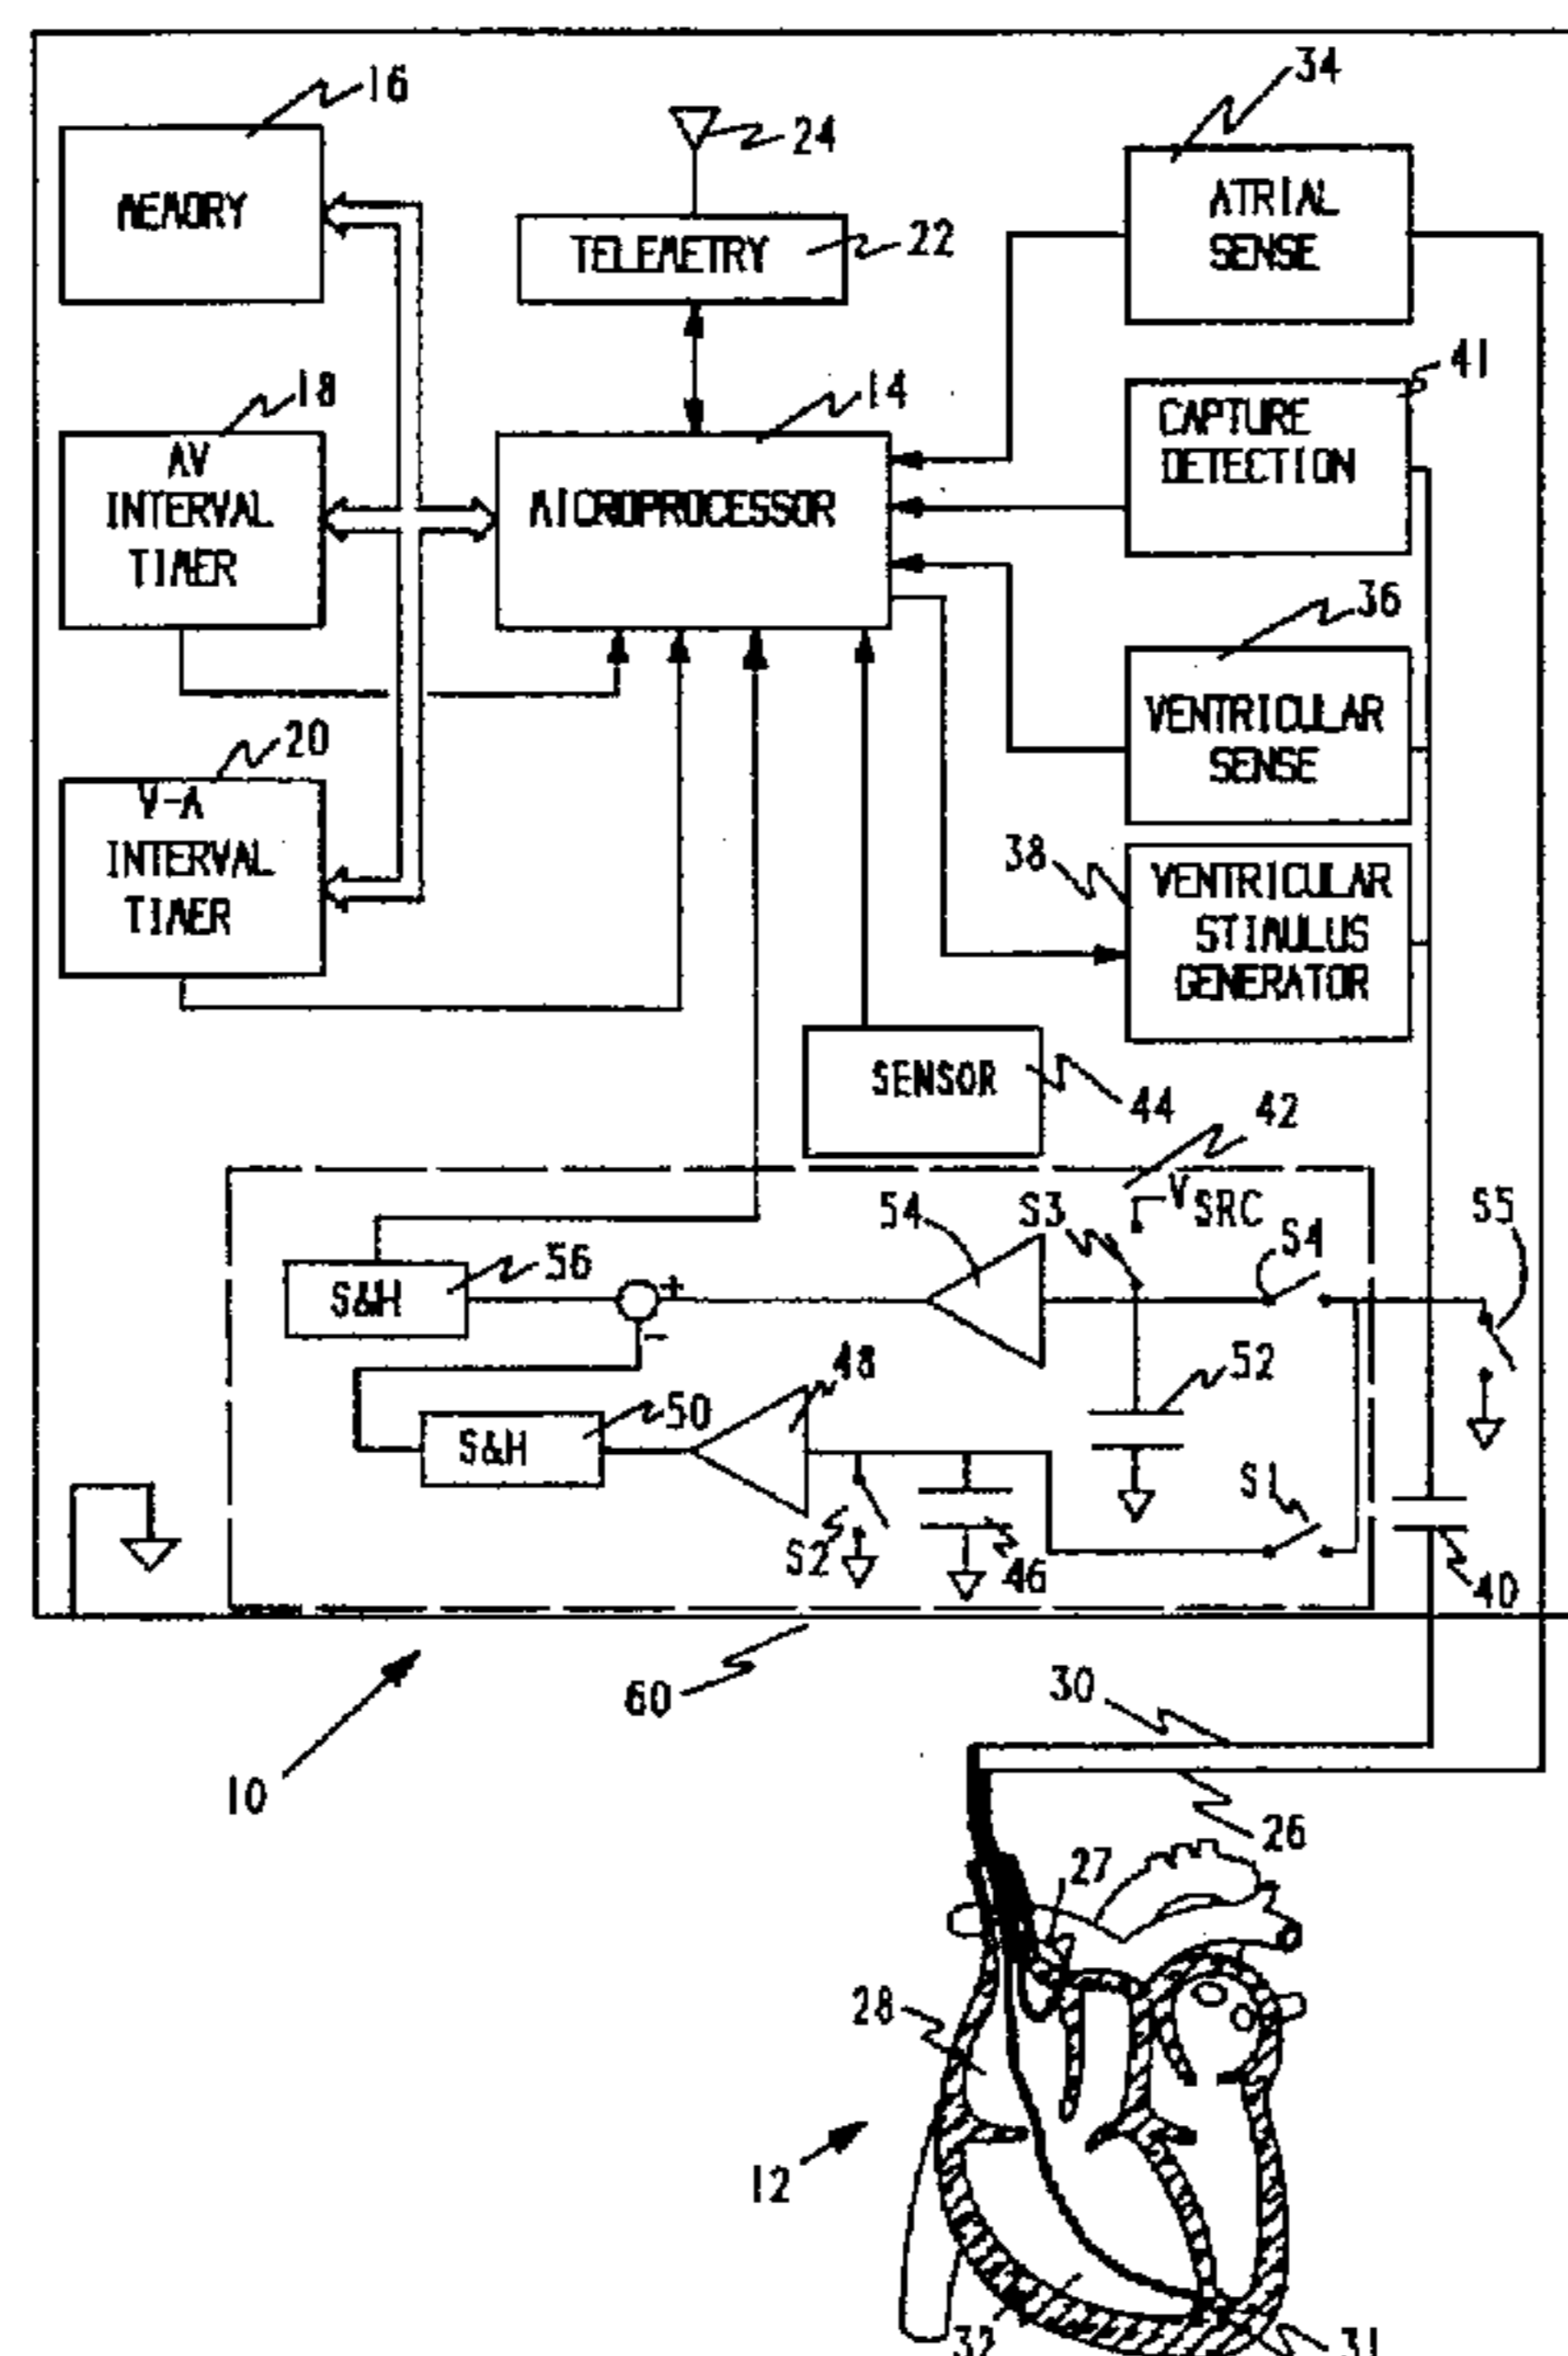 16
34
24
MEMORY
ATRIAL
SENSE
TELEMETRY
22
41
18
14
CAPTURE
DETECTION
AV
INTERVAL
TIMER
MICROPROCESSOR
36
VENTRICULAR
SENSE
20
V-A
INTERVAL
TIMER
38
VENTRICULAR
STIMULUS
GENERATOR
SENSOR
44
42
54
S3
VSRC
S4
S5
56
S&H
+
-
48
52
50
S&H
S1
S2
46
40
60
30
10
26
27
28
12
32
31